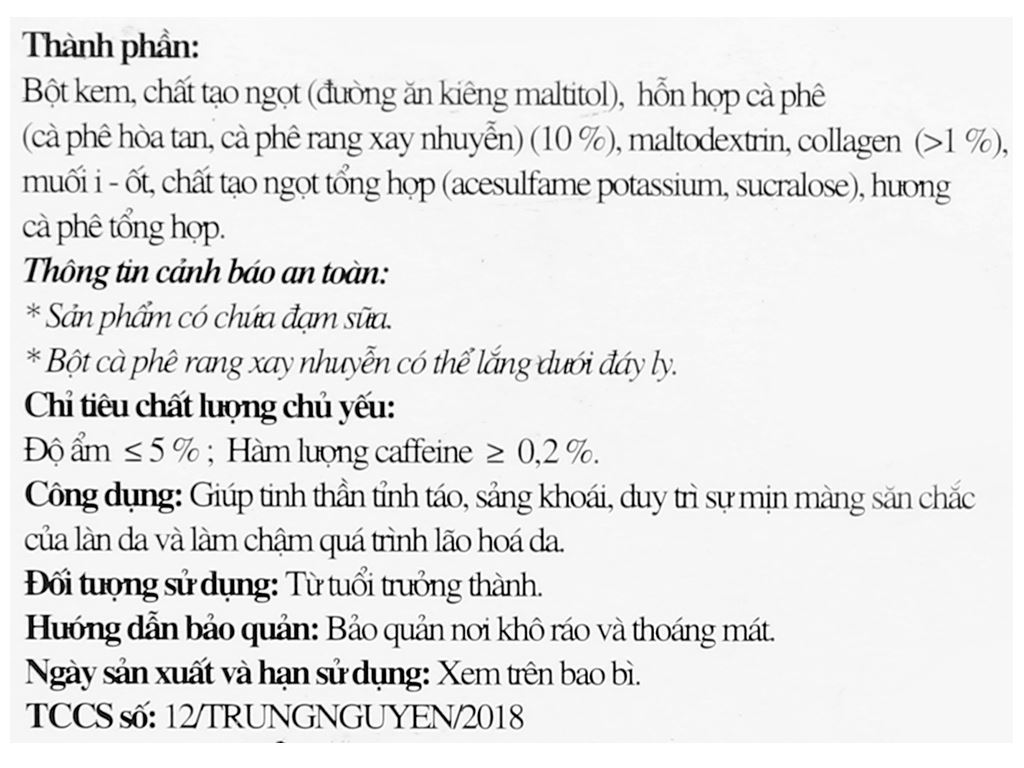 Thành phần:
Bột kem, chất tạo ngọt (đường ăn kiêng maltitol), hỗn hợp cà phê
(cà phê hòa tan, cà phê rang xay nhuyễn) (10 %), maltodextrin, collagen (>1 %),
muối i - ốt, chất tạo ngọt tổng hợp (acesulfame potassium, sucralose), hương
cà phê tổng hợp.
Thông tin cảnh báo an toàn:
* Sản phẩm có chứa đạm sữa.
* Bột cà phê rang xay nhuyễn có thể lắng dưới đáy ly.
Chỉ tiêu chất lượng chủ yếu:
Độ ẩm ≤ 5 % ; Hàm lượng caffeine ≥ 0,2 %.
Công dụng: Giúp tinh thần tỉnh táo, sảng khoái, duy trì sự mịn màng săn chắc
của làn da và làm chậm quá trình lão hoá da.
Đối tượng sử dụng: Từ tuổi trưởng thành.
Hướng dẫn bảo quản: Bảo quản nơi khô ráo và thoáng mát.
Ngày sản xuất và hạn sử dụng: Xem trên bao bì.
TCCS số: 12/TRUNGNGUYEN/2018